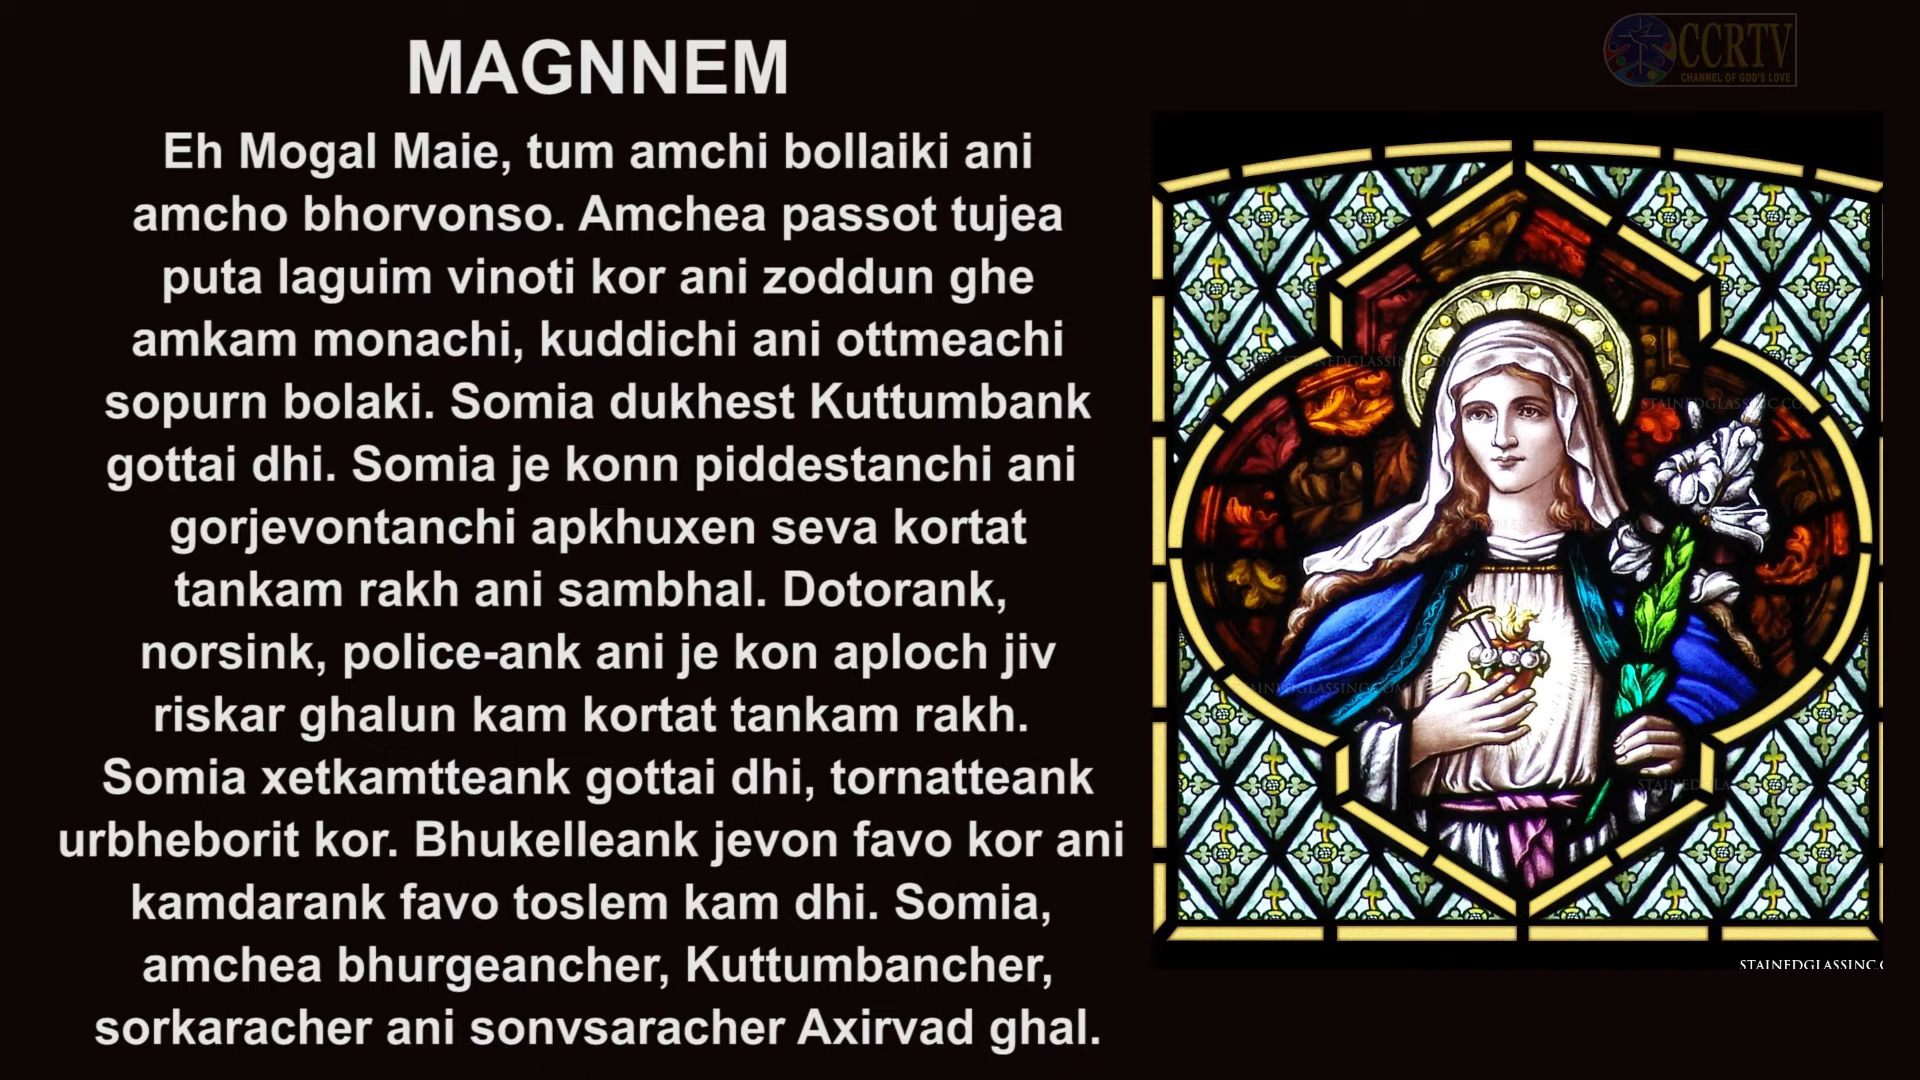 MAGNNEM
Eh Mogal Maie, tum amchi bollaiki ani
amcho bhorvonso. Amchea passot tujea
puta laguim vinoti kor ani zoddun ghe
amkam monachi, kuddichi ani ottmeachi
sopurn bolaki. Somia dukhest Kuttumbank
gottai dhi. Somia je konn piddestanchi ani
gorjevontanchi apkhuxen seva kortat
tankam rakh ani sambhal. Dotorank,
norsink, police-ank ani je kon aploch jiv
riskar ghalun kam kortat tankam rakh.
Somia xetkamtteank gottai dhi, tornatteank
urbheborit kor. Bhukelleank jevon favo kor ani
kamdarank favo toslem kam dhi. Somia,
amchea bhurgeancher, Kuttumbancher,
sorkaracher ani sonvsaracher Axirvad ghal.
CCRTV
CHANNEL OF GOD'S LOVE
STAINEDGLASSINC.